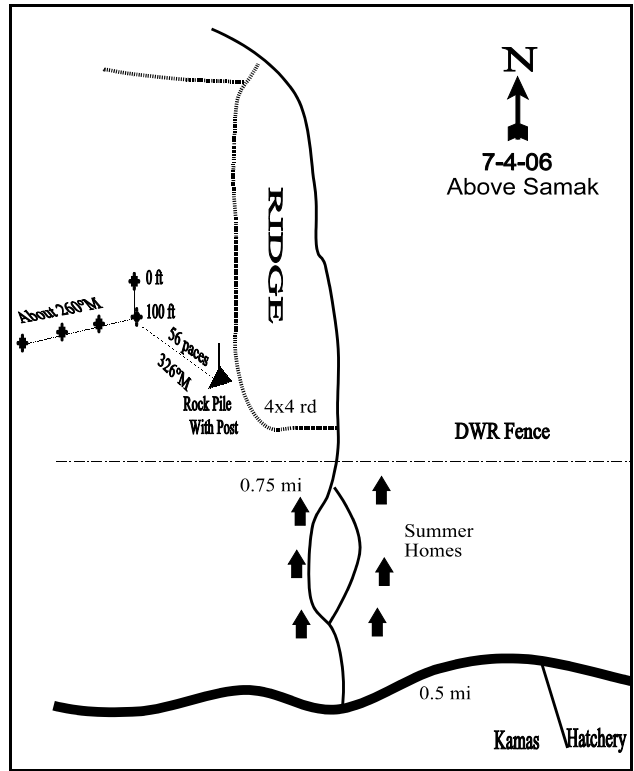 N
7-4-06
Above Samak
RIDGE
0 ft
About 260°M
100 ft
56 paces
326°M
Rock Pile
With Post
4x4 rd
DWR Fence
0.75 mi
Summer
Homes
0.5 mi
Kamas
Hatchery